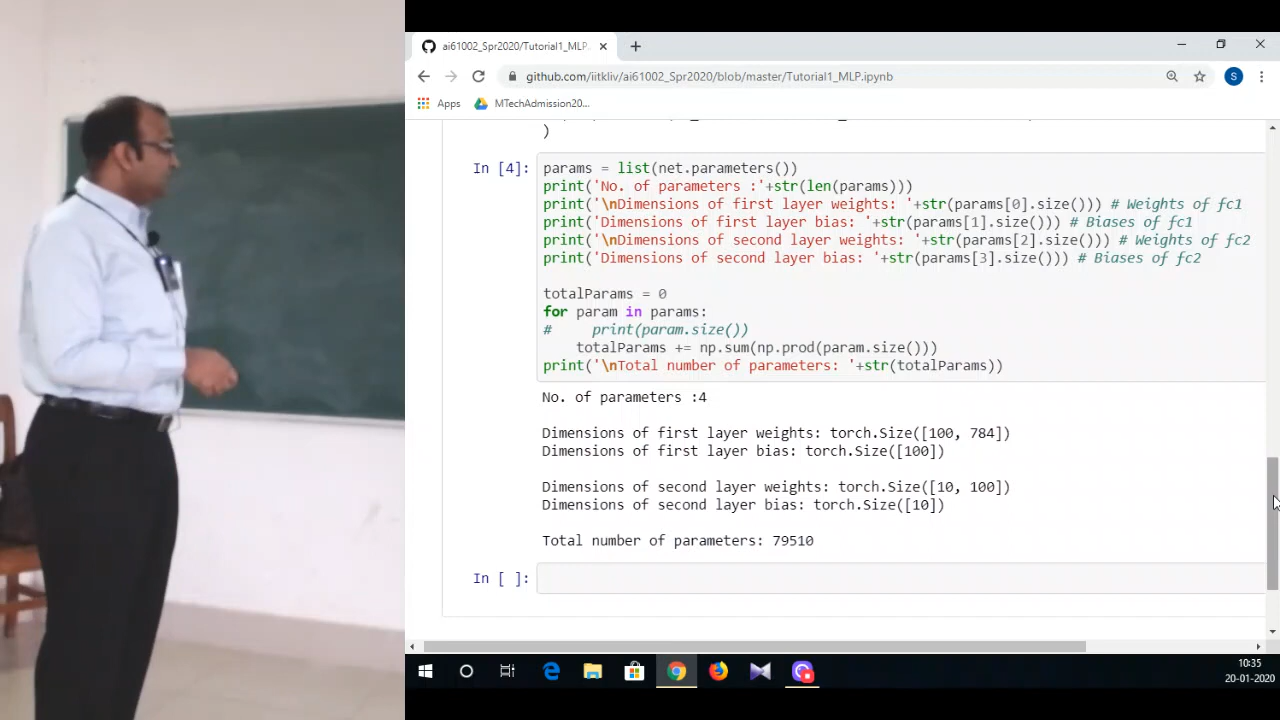 ai61002_Spr2020/Tutorial1_MLP.
github.com/iitkliv/ai61002_Spr2020/blob/master/Tutorial1_MLP.ipynb
S
Apps
MTechAdmission20...
)
In [4]:
params = list(net.parameters())
print('No. of parameters :'+str(len(params)))
print('\nDimensions of first layer weights: '+str(params[0].size())) # Weights of fc1
print('Dimensions of first layer bias: '+str(params[1].size())) # Biases of fc1
print('\nDimensions of second layer weights: '+str(params[2].size())) # Weights of fc2
print('Dimensions of second layer bias: '+str(params[3].size())) # Biases of fc2
totalParams = 0
for param in params:
#     print(param.size())
    totalParams += np.sum(np.prod(param.size()))
print('\nTotal number of parameters: '+str(totalParams))
No. of parameters :4
Dimensions of first layer weights: torch.Size([100, 784])
Dimensions of first layer bias: torch.Size([100])
Dimensions of second layer weights: torch.Size([10, 100])
Dimensions of second layer bias: torch.Size([10])
Total number of parameters: 79510
In [ ]:
10:35
20-01-2020